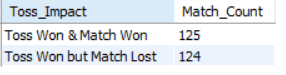 Toss_Impact Match_Count
Toss Won & Match Won 125
Toss Won but Match Lost 124